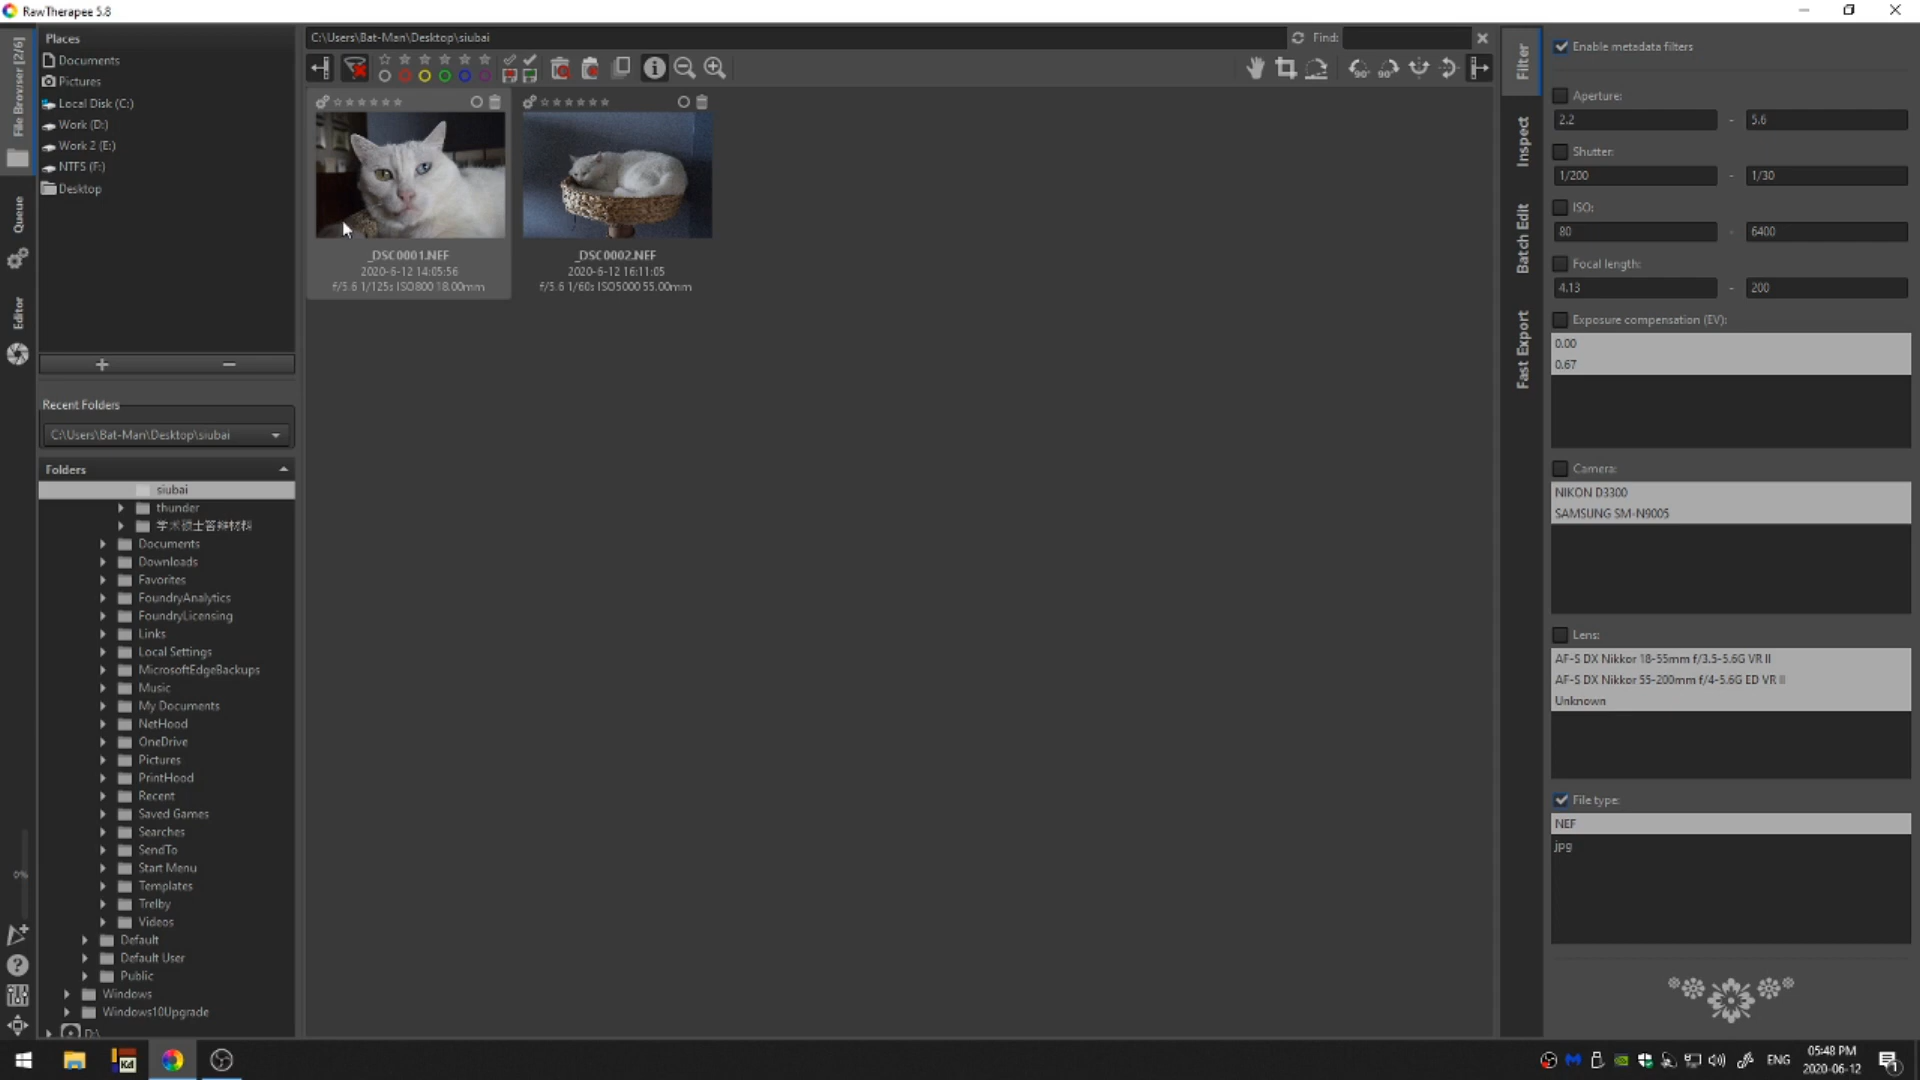 RawTherapee 5.8
File Browser [2/6]
Queue
Editor
0%
Places
Documents
Pictures
Local Disk (C:)
Work (D:)
Work 2 (E:)
NTFS (F:)
Desktop
Recent Folders
C:\Users\Bat-Man\Desktop\siubai
Folders
siubai
thunder
Documents
Downloads
Favorites
FoundryAnalytics
FoundryLicensing
Links
Local Settings
MicrosoftEdgeBackups
Music
My Documents
NetHood
OneDrive
Pictures
PrintHood
Recent
Saved Games
Searches
SendTo
Start Menu
Templates
Trelby
Videos
Default
Default User
Public
Windows
Windows10Upgrade
D:\
C:\Users\Bat-Man\Desktop\siubai
Find:
90° 90°
_DSC0001.NEF
2020-6-12 14:05:56
f/5.6 1/125s ISO800 18.00mm
_DSC0002.NEF
2020-6-12 16:11:05
f/5.6 1/60s ISO5000 55.00mm
Filter
Inspect
Batch Edit
Fast Export
Enable metadata filters
Aperture:
2.2 - 5.6
Shutter:
1/200 - 1/30
ISO:
80 - 6400
Focal length:
4.13 - 200
Exposure compensation (EV):
0.00
0.67
Camera:
NIKON D3300
SAMSUNG SM-N9005
Lens:
AF-S DX Nikkor 18-55mm f/3.5-5.6G VR II
AF-S DX Nikkor 55-200mm f/4-5.6G ED VR II
Unknown
File type:
NEF
jpg
ENG
05:48 PM
2020-06-12